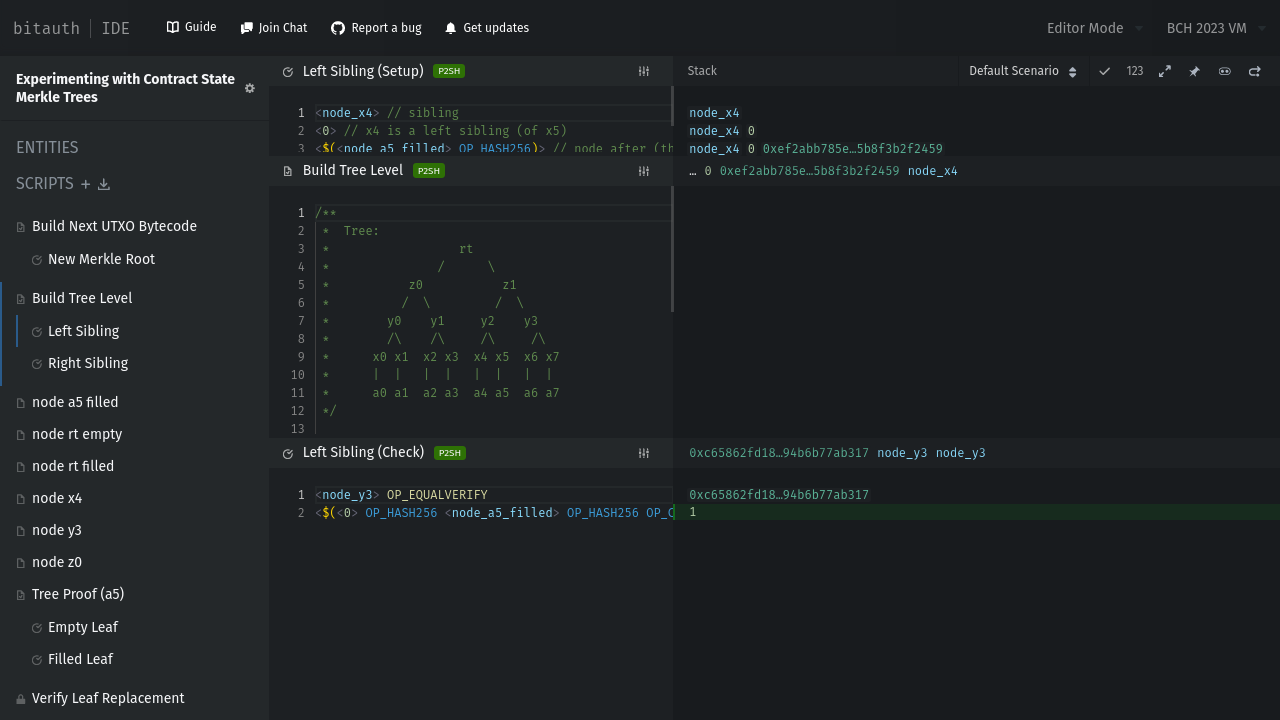 bitauth | IDE
Guide
Join Chat
Report a bug
Get updates
Editor Mode
BCH 2023 VM
Experimenting with Contract State
Merkle Trees
ENTITIES
SCRIPTS +
Build Next UTXO Bytecode
New Merkle Root
Build Tree Level
Left Sibling
Right Sibling
node a5 filled
node rt empty
node rt filled
node x4
node y3
node z0
Tree Proof (a5)
Empty Leaf
Filled Leaf
Verify Leaf Replacement
Left Sibling (Setup) P2SH
1 <node_x4> // sibling
2 <0> // x4 is a left sibling (of x5)
3 <$(<node_a5_filled> OP_HASH256)> // node after (th
Stack
Default Scenario
123
node_x4
node_x4 0
node_x4 0 0xef2abb785e…5b8f3b2f2459
Build Tree Level P2SH
… 0 0xef2abb785e…5b8f3b2f2459 node_x4
1 /**
2 *  Tree:
3 *                  rt
4 *               /      \
5 *           z0           z1
6 *          /  \         /  \
7 *        y0    y1     y2    y3
8 *        /\    /\     /\     /\
9 *      x0 x1  x2 x3  x4 x5  x6 x7
10 *      |  |   |  |   |  |   |  |
11 *      a0 a1  a2 a3  a4 a5  a6 a7
12 */
13
Left Sibling (Check) P2SH
0xc65862fd18…94b6b77ab317 node_y3 node_y3
1 <node_y3> OP_EQUALVERIFY
2 <$(<0> OP_HASH256 <node_a5_filled> OP_HASH256 OP_C
0xc65862fd18…94b6b77ab317
1